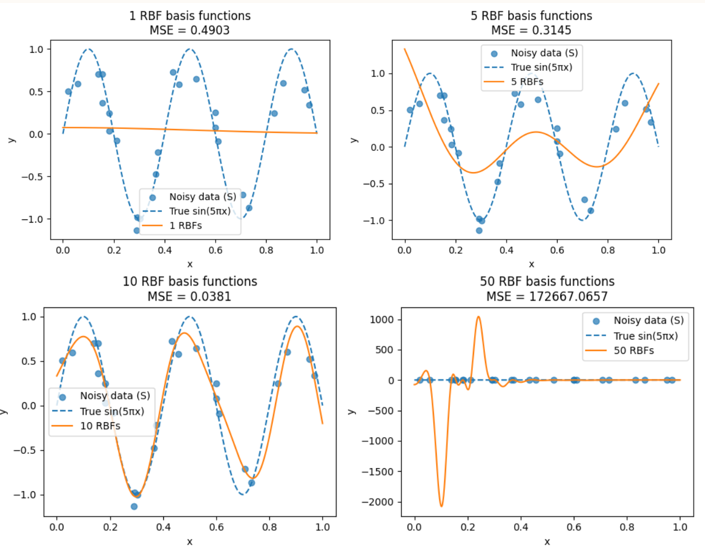 1 RBF basis functions
MSE = 0.4903
1.0
0.5
0.0
−0.5
−1.0
y
Noisy data (S)
True sin(5πx)
1 RBFs
0.0
0.2
0.4
0.6
0.8
1.0
x
5 RBF basis functions
MSE = 0.3145
1.0
0.5
0.0
−0.5
−1.0
y
Noisy data (S)
True sin(5πx)
5 RBFs
0.0
0.2
0.4
0.6
0.8
1.0
x
10 RBF basis functions
MSE = 0.0381
1.0
0.5
0.0
−0.5
−1.0
y
Noisy data (S)
True sin(5πx)
10 RBFs
0.0
0.2
0.4
0.6
0.8
1.0
x
50 RBF basis functions
MSE = 172667.0657
1000
500
0
−500
−1000
−1500
−2000
y
Noisy data (S)
True sin(5πx)
50 RBFs
0.0
0.2
0.4
0.6
0.8
1.0
x